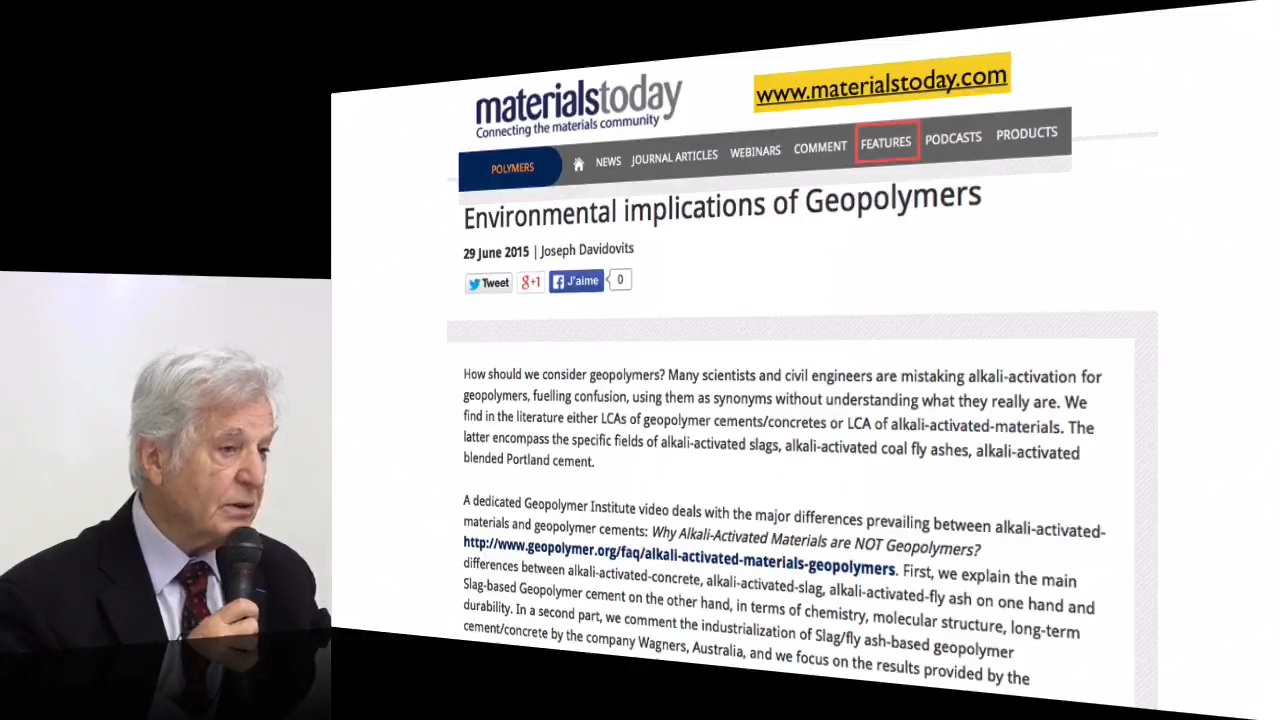 materialstoday
Connecting the materials community
www.materialstoday.com
POLYMERS NEWS JOURNAL ARTICLES WEBINARS COMMENT FEATURES PODCASTS PRODUCTS
Environmental implications of Geopolymers
29 June 2015 | Joseph Davidovits
Tweet g+1 J'aime 0
How should we consider geopolymers? Many scientists and civil engineers are mistaking alkali-activation for
geopolymers, fuelling confusion, using them as synonyms without understanding what they really are. We
find in the literature either LCAs of geopolymer cements/concretes or LCA of alkali-activated-materials. The
latter encompass the specific fields of alkali-activated slags, alkali-activated coal fly ashes, alkali-activated
blended Portland cement.
A dedicated Geopolymer Institute video deals with the major differences prevailing between alkali-activated-
materials and geopolymer cements: Why Alkali-Activated Materials are NOT Geopolymers?
http://www.geopolymer.org/faq/alkali-activated-materials-geopolymers. First, we explain the main
differences between alkali-activated-concrete, alkali-activated-slag, alkali-activated-fly ash on one hand and
Slag-based Geopolymer cement on the other hand, in terms of chemistry, molecular structure, long-term
durability. In a second part, we comment the industrialization of Slag/fly ash-based geopolymer
cement/concrete by the company Wagners, Australia, and we focus on the results provided by the